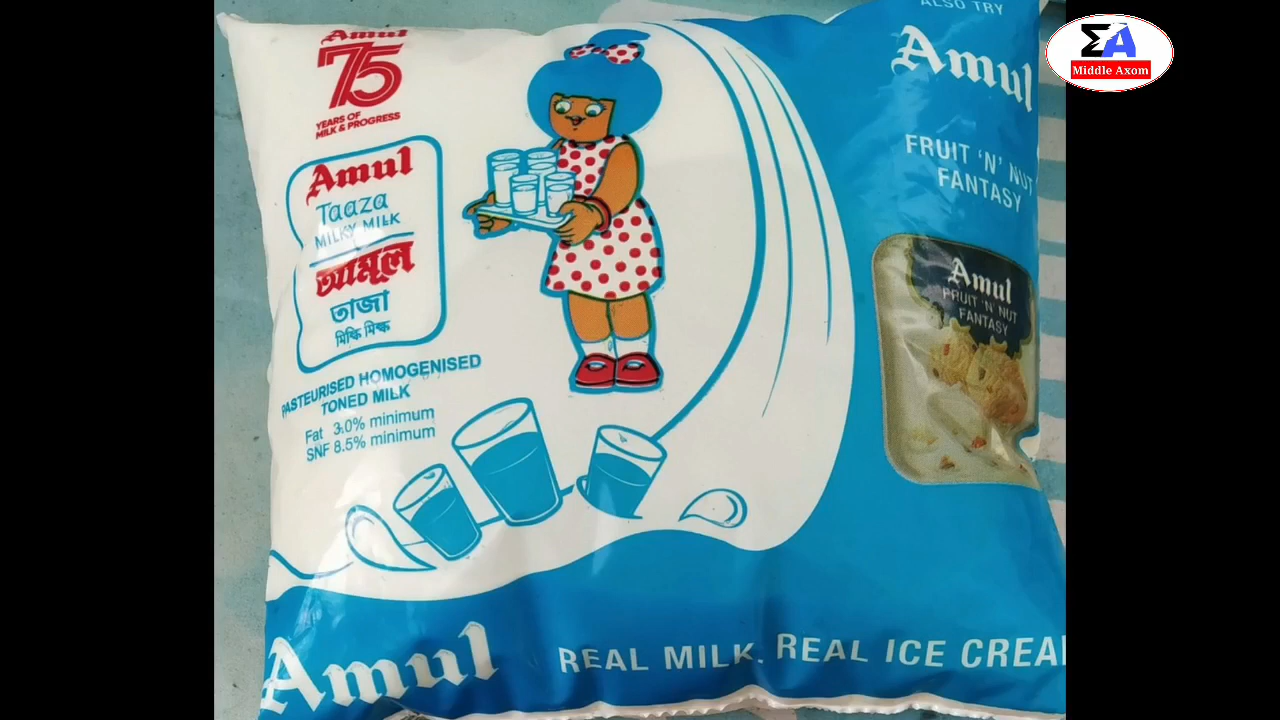 Amul
75
YEARS OF
MILK & PROGRESS
Amul
Taaza
MILKY MILK
আমূল
তাজা
মিল্কি মিল্ক
PASTEURISED HOMOGENISED
TONED MILK
Fat 3.0% minimum
SNF 8.5% minimum
ALSO TRY
Amul
FRUIT 'N' NUT
FANTASY
Amul
FRUIT 'N' NUT
FANTASY
Amul
REAL MILK. REAL ICE CREA
ΣA
Middle Axom